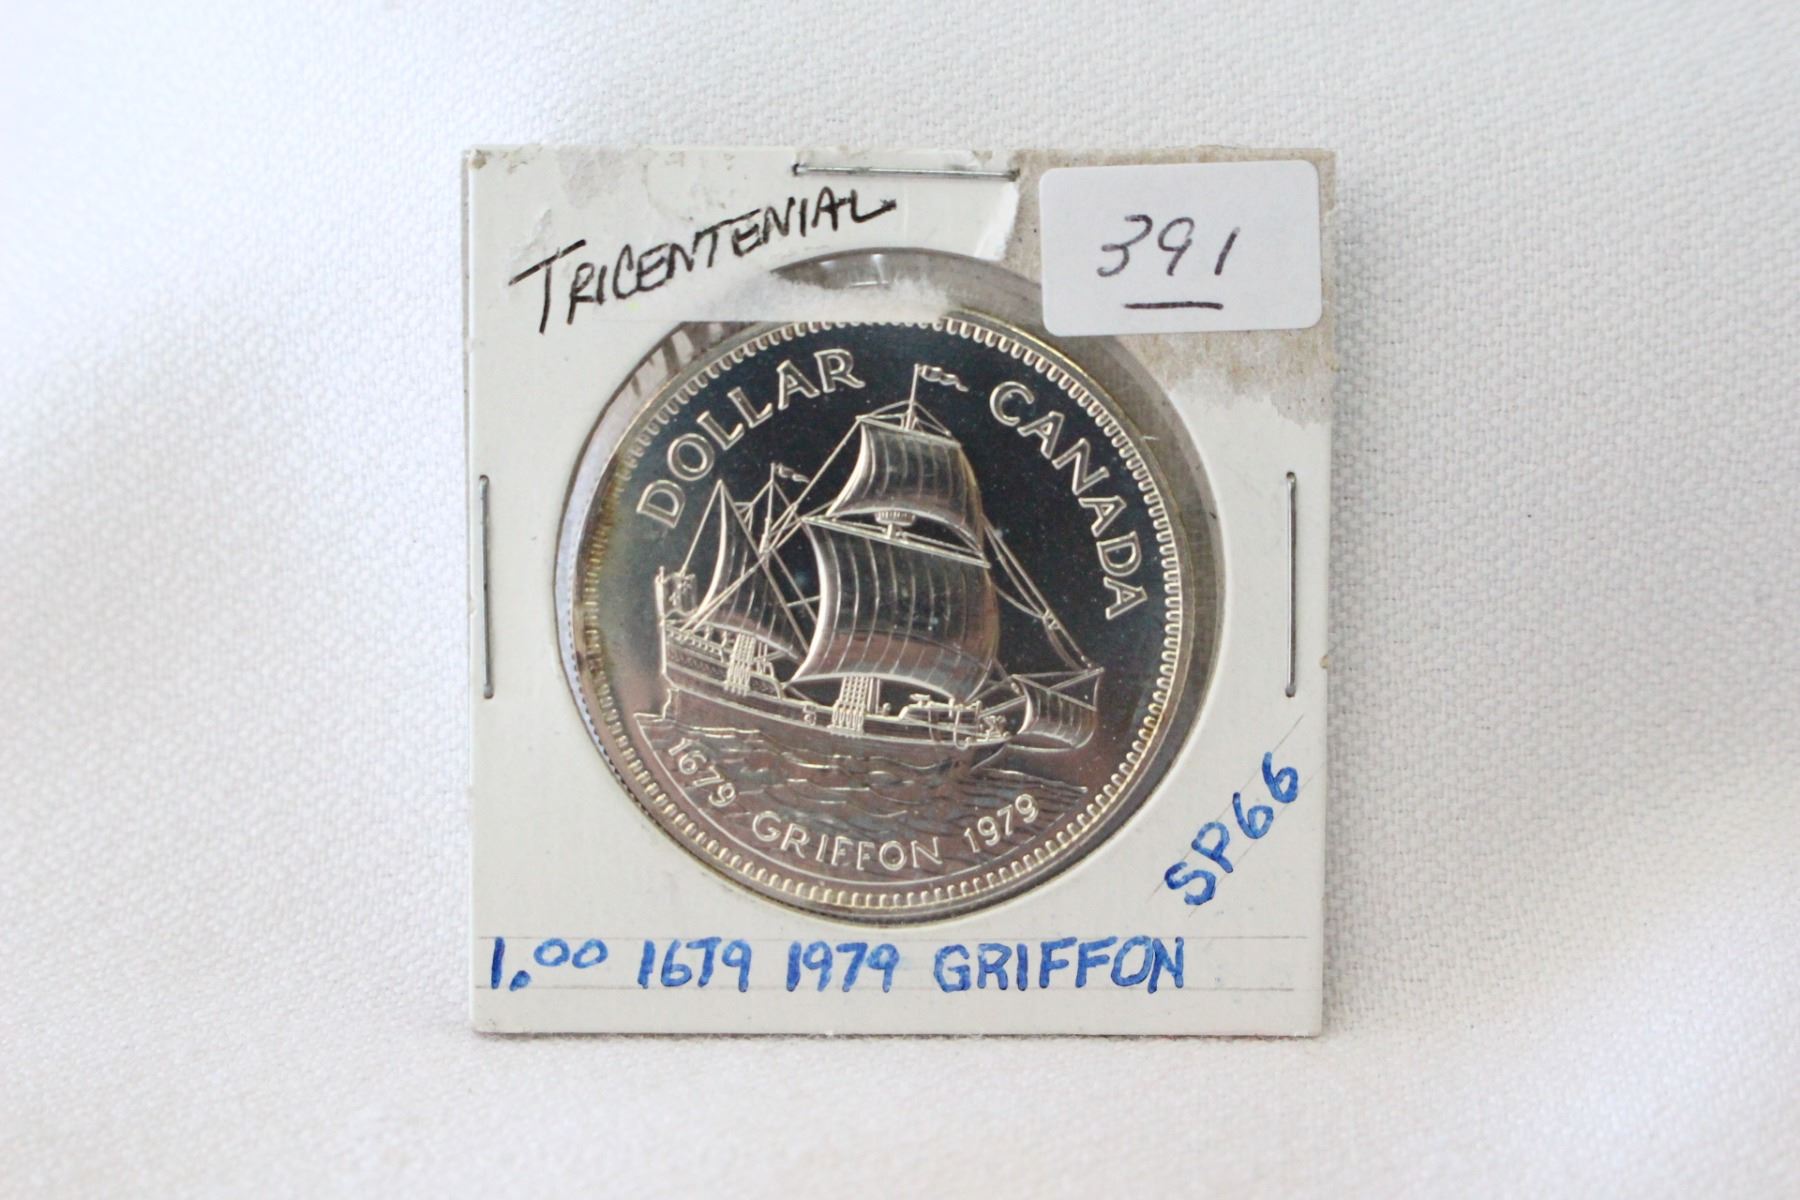 TRICENTENIAL
391
DOLLAR CANADA
1679 GRIFFON 1979
SP66
1.00 1679 1979 GRIFFON